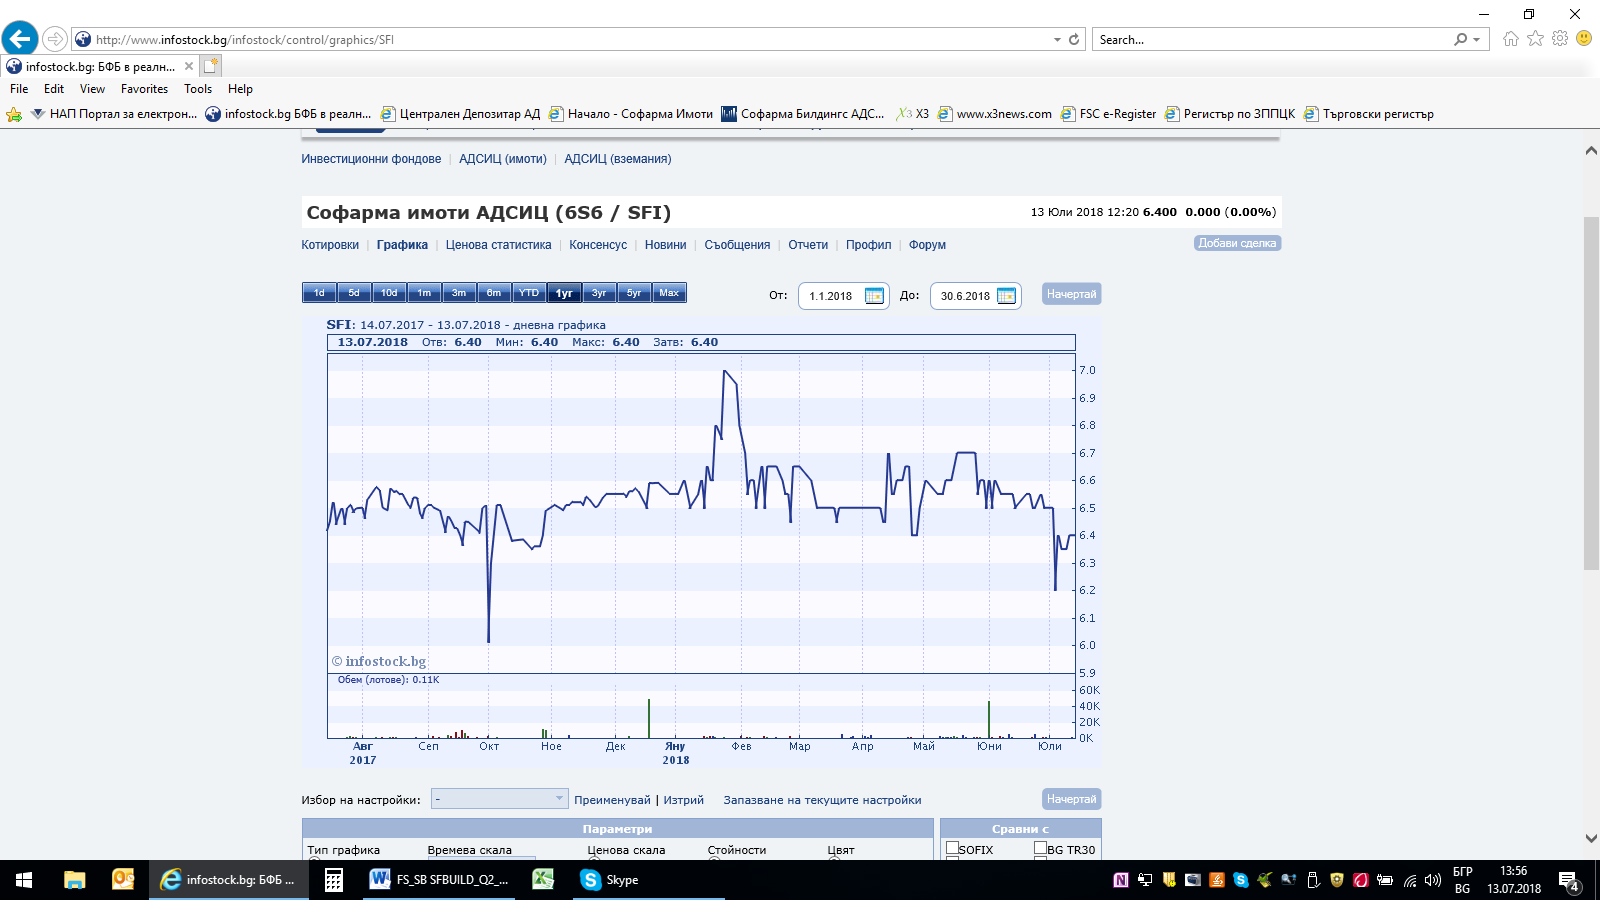 http://www.infostock.bg/infostock/control/graphics/SFI
Search...
infostock.bg: БФБ в реалн...
File Edit View Favorites Tools Help
НАП Портал за електрон... infostock.bg БФБ в реалн... Централен Депозитар АД Начало - Софарма Имоти Софарма Билдингс АДС... X3 X3 www.x3news.com FSC e-Register Регистър по ЗППЦК Търговски регистър
Инвестиционни фондове | АДСИЦ (имоти) | АДСИЦ (вземания)
Софарма имоти АДСИЦ (6S6 / SFI)
13 Юли 2018 12:20 6.400 0.000 (0.00%)
Котировки | Графика | Ценова статистика | Консенсус | Новини | Съобщения | Отчети | Профил | Форум
Добави сделка
1d 5d 10d 1m 3m 6m YTD 1yr 3yr 5yr Max
От: 1.1.2018 До: 30.6.2018 Начертай
SFI: 14.07.2017 - 13.07.2018 - дневна графика
13.07.2018 Отв: 6.40 Мин: 6.40 Макс: 6.40 Затв: 6.40
7.0
6.9
6.8
6.7
6.6
6.5
6.4
6.3
6.2
6.1
6.0
5.9
© infostock.bg
Обем (лотове): 0.11K
60K
40K
20K
0K
Авг Сеп Окт Ное Дек Яну Фев Мар Апр Май Юни Юли
2017 2018
Избор на настройки: - Преименувай | Изтрий Запазване на текущите настройки Начертай
Параметри
Сравни с
Тип графика Времева скала Ценова скала Стойности Цвят
SOFIX BG TR30
infostock.bg: БФБ ...
FS_SB SFBUILD_Q2_...
Skype
БГР
BG
13:56
13.07.2018
4